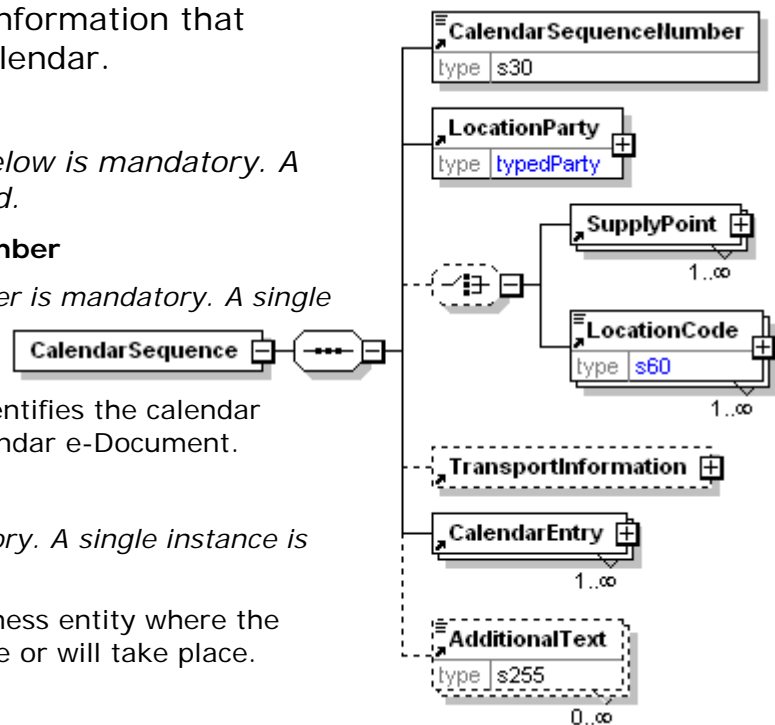 nformation that
lendar.
elow is mandatory. A
d.
nber
er is mandatory. A single
entifies the calendar
ndar e-Document.
ory. A single instance is
ness entity where the
e or will take place.
CalendarSequence
CalendarSequenceNumber
type s30
LocationParty
type typedParty
SupplyPoint
1..∞
LocationCode
type s60
1..∞
TransportInformation
CalendarEntry
1..∞
AdditionalText
type s255
0..∞